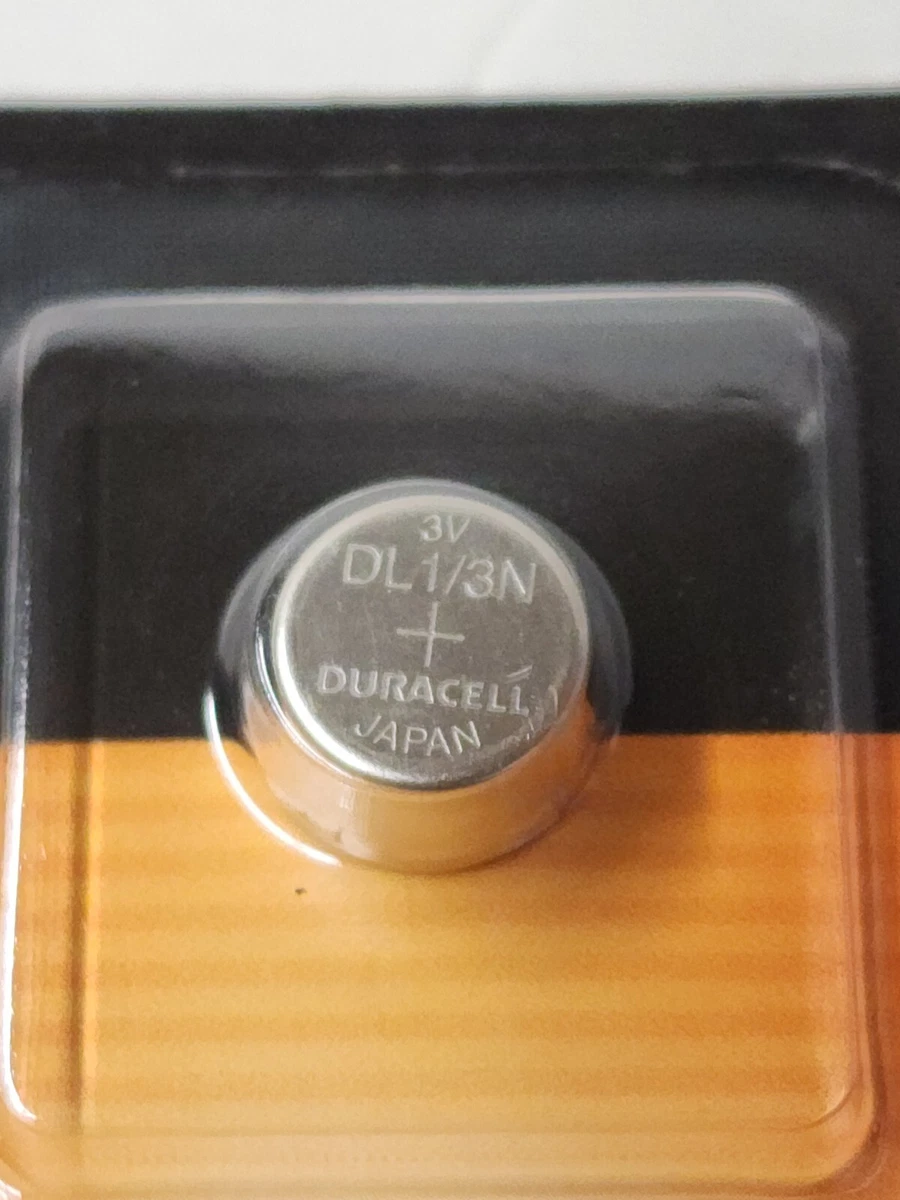 3V
DL1/3N
+
DURACELL
JAPAN